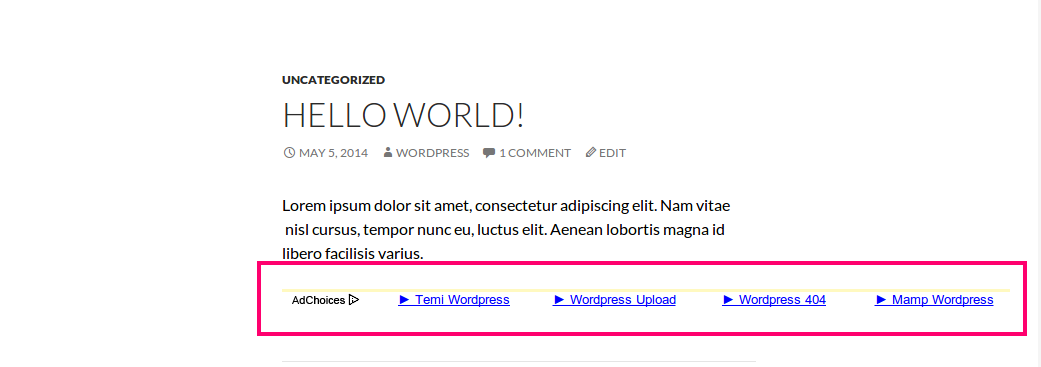 UNCATEGORIZED
HELLO WORLD!
MAY 5, 2014 WORDPRESS 1 COMMENT EDIT
Lorem ipsum dolor sit amet, consectetur adipiscing elit. Nam vitae
nisl cursus, tempor nunc eu, luctus elit. Aenean lobortis magna id
libero facilisis varius.
AdChoices ► Temi Wordpress ► Wordpress Upload ► Wordpress 404 ► Mamp Wordpress